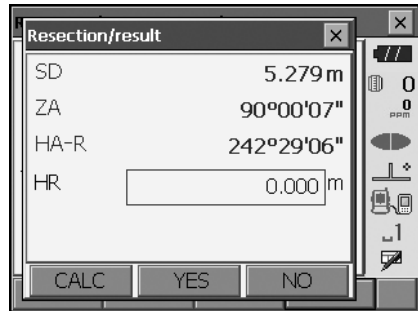 Resection/result
SD 5.279 m
ZA 90°00'07"
HA-R 242°29'06"
HR 0.000 m
CALC YES NO
0
0
PPM
1